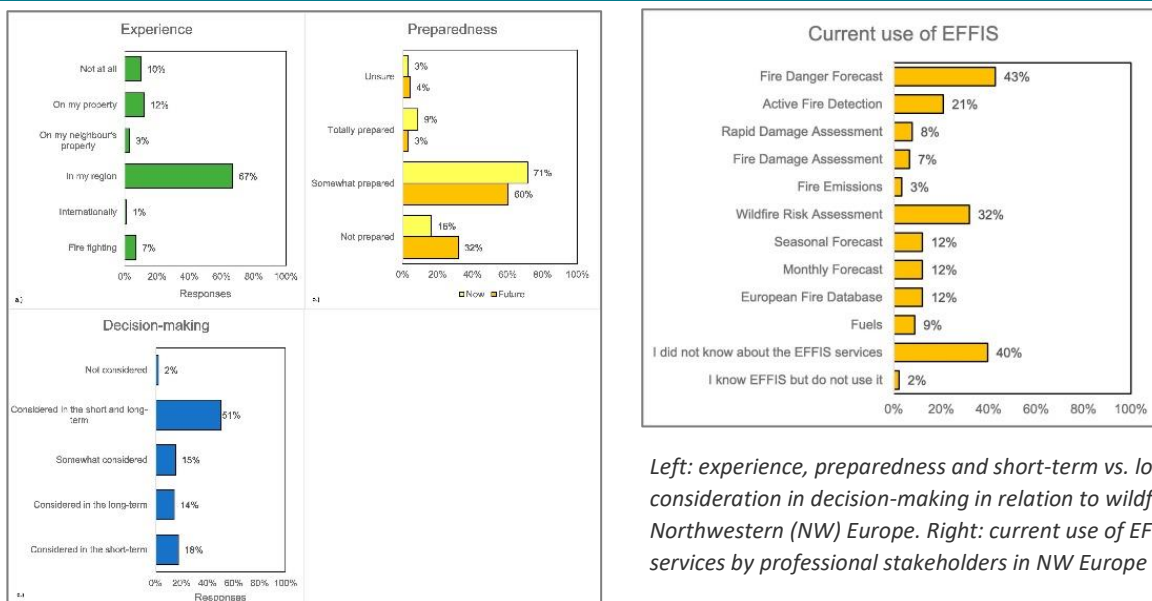 Experience
Not at all
10%
On my property
12%
On my neighbour's
property
3%
In my region
67%
Internationally
1%
Fire fighting
7%
0% 20% 40% 60% 80% 100%
Responses
a)
Preparedness
Unsure
3%
4%
Totally prepared
9%
3%
Somewhat prepared
71%
60%
Not prepared
16%
32%
0% 20% 40% 60% 80% 100%
Now Future
Decision-making
Not considered
2%
Considered in the short and long-
term
51%
Somewhat considered
15%
Considered in the long-term
14%
Considered in the short-term
18%
0% 20% 40% 60% 80% 100%
Responses
Current use of EFFIS
Fire Danger Forecast 43%
Active Fire Detection 21%
Rapid Damage Assessment 8%
Fire Damage Assessment 7%
Fire Emissions 3%
Wildfire Risk Assessment 32%
Seasonal Forecast 12%
Monthly Forecast 12%
European Fire Database 12%
Fuels 9%
I did not know about the EFFIS services 40%
I know EFFIS but do not use it 2%
0% 20% 40% 60% 80% 100%
Left: experience, preparedness and short-term vs.
consideration in decision-making in relation to
Northwestern (NW) Europe. Right: current use of
services by professional stakeholders in NW Europe